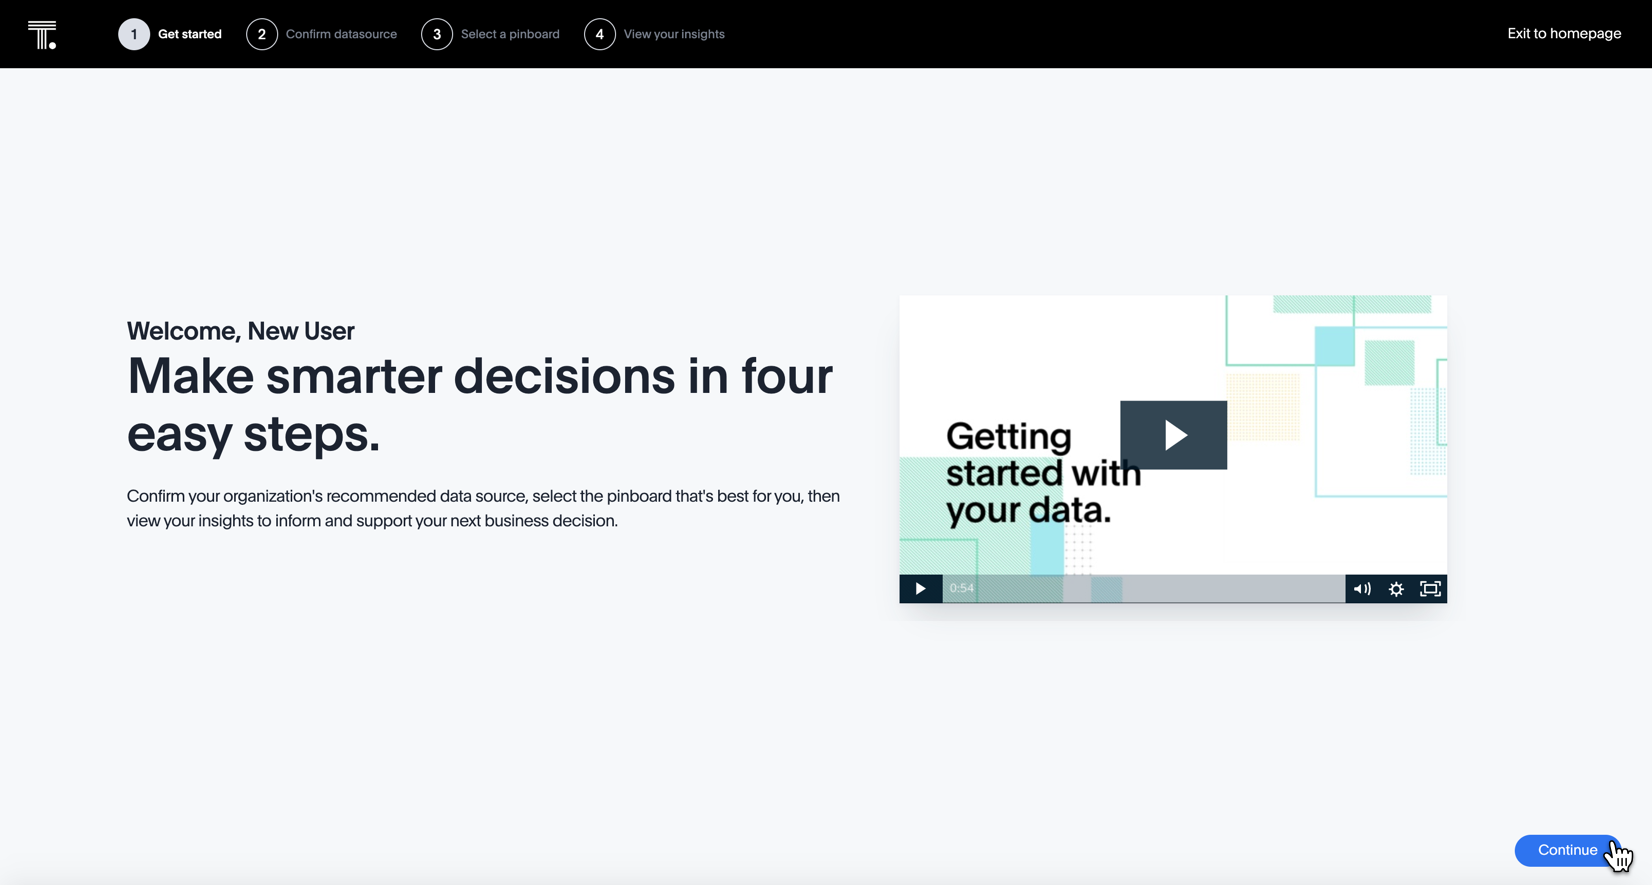 1 Get started 2 Confirm datasource 3 Select a pinboard 4 View your insights Exit to homepage
Welcome, New User
Make smarter decisions in four
easy steps.
Confirm your organization's recommended data source, select the pinboard that's best for you, then
view your insights to inform and support your next business decision.
Getting
started with
your data.
0:54
Continue